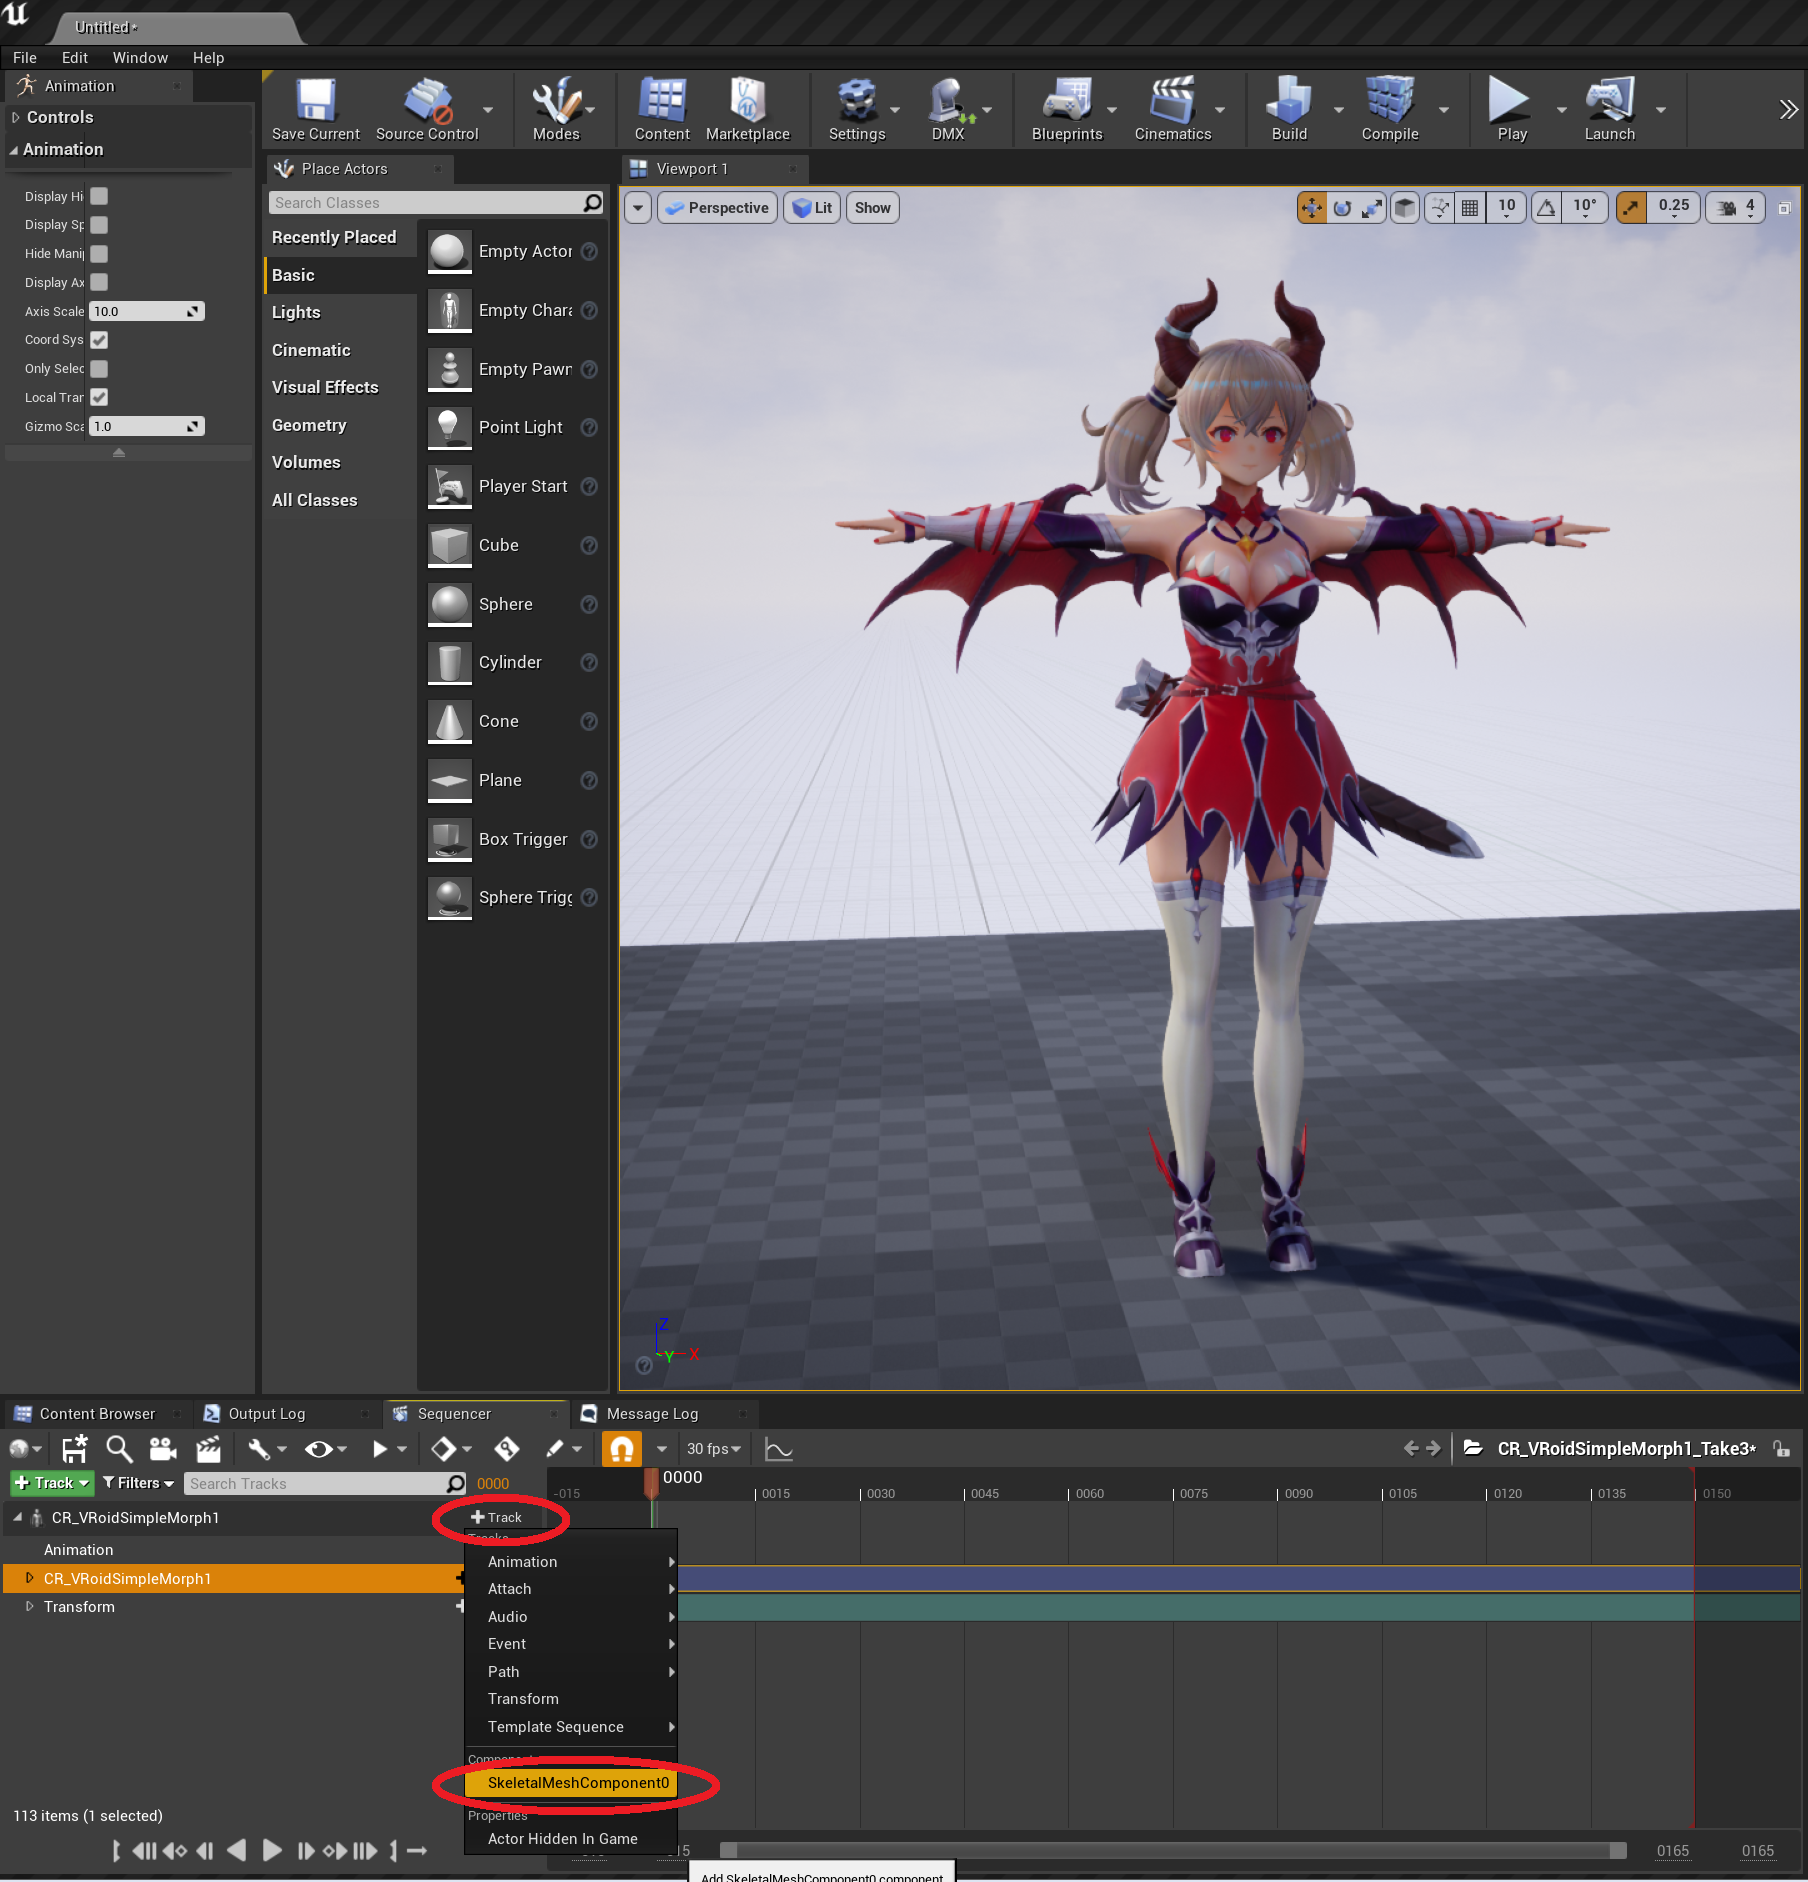 Untitled*
File Edit Window Help
Animation
Controls
Animation
Display Hi
Display Sp
Hide Mani
Display Ax
Axis Scale 10.0
Coord Sys
Only Selec
Local Tran
Gizmo Sca 1.0
Save Current Source Control Modes Content Marketplace Settings DMX Blueprints Cinematics Build Compile Play Launch
Place Actors
Search Classes
Recently Placed
Basic
Lights
Cinematic
Visual Effects
Geometry
Volumes
All Classes
Empty Actor
Empty Chara
Empty Pawn
Point Light
Player Start
Cube
Sphere
Cylinder
Cone
Plane
Box Trigger
Sphere Trigg
Viewport 1
Perspective Lit Show 10 10° 0.25 4
Z
Y X
Content Browser Output Log Sequencer Message Log
30 fps CR_VRoidSimpleMorph1_Take3*
Track Filters Search Tracks 0000 0000
-015 0015 0030 0045 0060 0075 0090 0105 0120 0135 0150
CR_VRoidSimpleMorph1 Track
Animation
CR_VRoidSimpleMorph1
Transform
Tracks
Animation
Attach
Audio
Event
Path
Transform
Template Sequence
SkeletalMeshComponent0
Properties
Actor Hidden In Game
113 items (1 selected)
0165 0165
Add SkeletalMeshComponent0 component